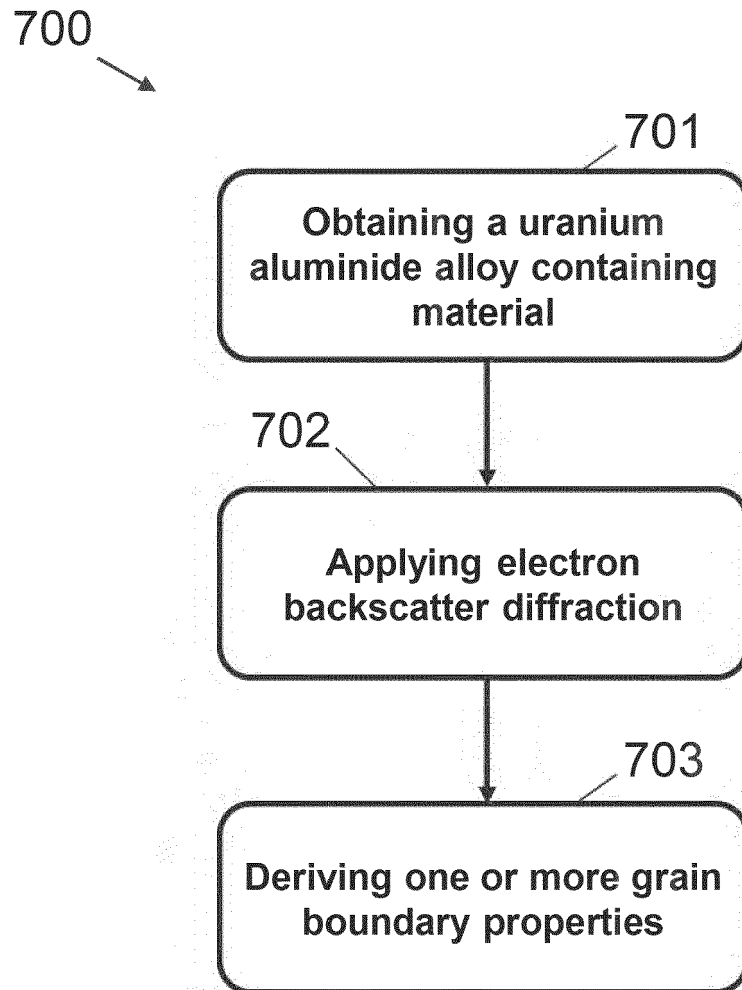 700
701
Obtaining a uranium
aluminide alloy containing
material
702
Applying electron
backscatter diffraction
703
Deriving one or more grain
boundary properties